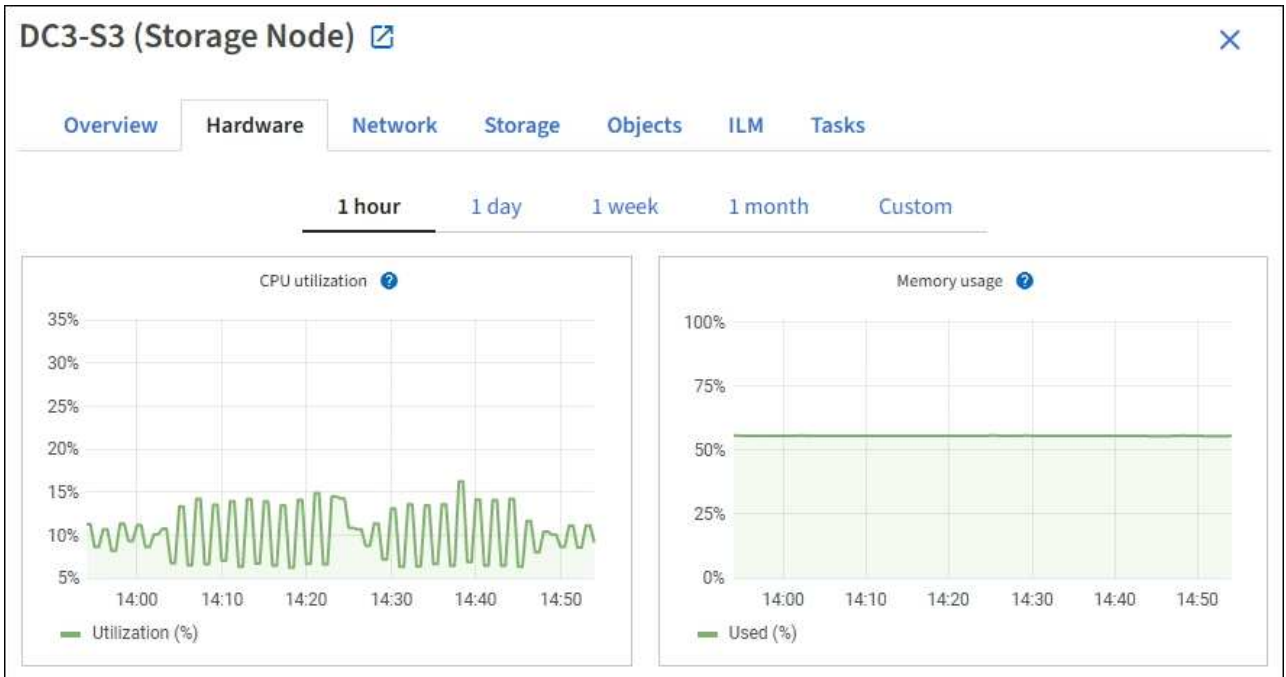 DC3-S3 (Storage Node)
Overview Hardware Network Storage Objects ILM Tasks
1 hour 1 day 1 week 1 month Custom
CPU utilization ?
35%
30%
25%
20%
15%
10%
5%
14:00 14:10 14:20 14:30 14:40 14:50
Utilization (%)
Memory usage ?
100%
75%
50%
25%
0%
14:00 14:10 14:20 14:30 14:40 14:50
Used (%)